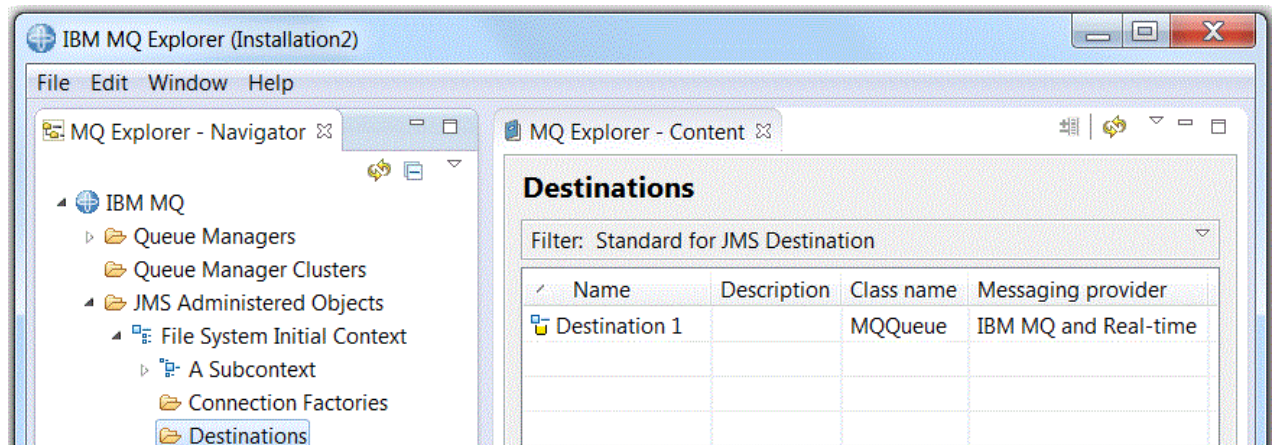 IBM MQ Explorer (Installation2)
File Edit Window Help
MQ Explorer - Navigator
IBM MQ
Queue Managers
Queue Manager Clusters
JMS Administered Objects
File System Initial Context
A Subcontext
Connection Factories
Destinations
MQ Explorer - Content
Destinations
Filter: Standard for JMS Destination
Name Description Class name Messaging provider
Destination 1 MQQueue IBM MQ and Real-time